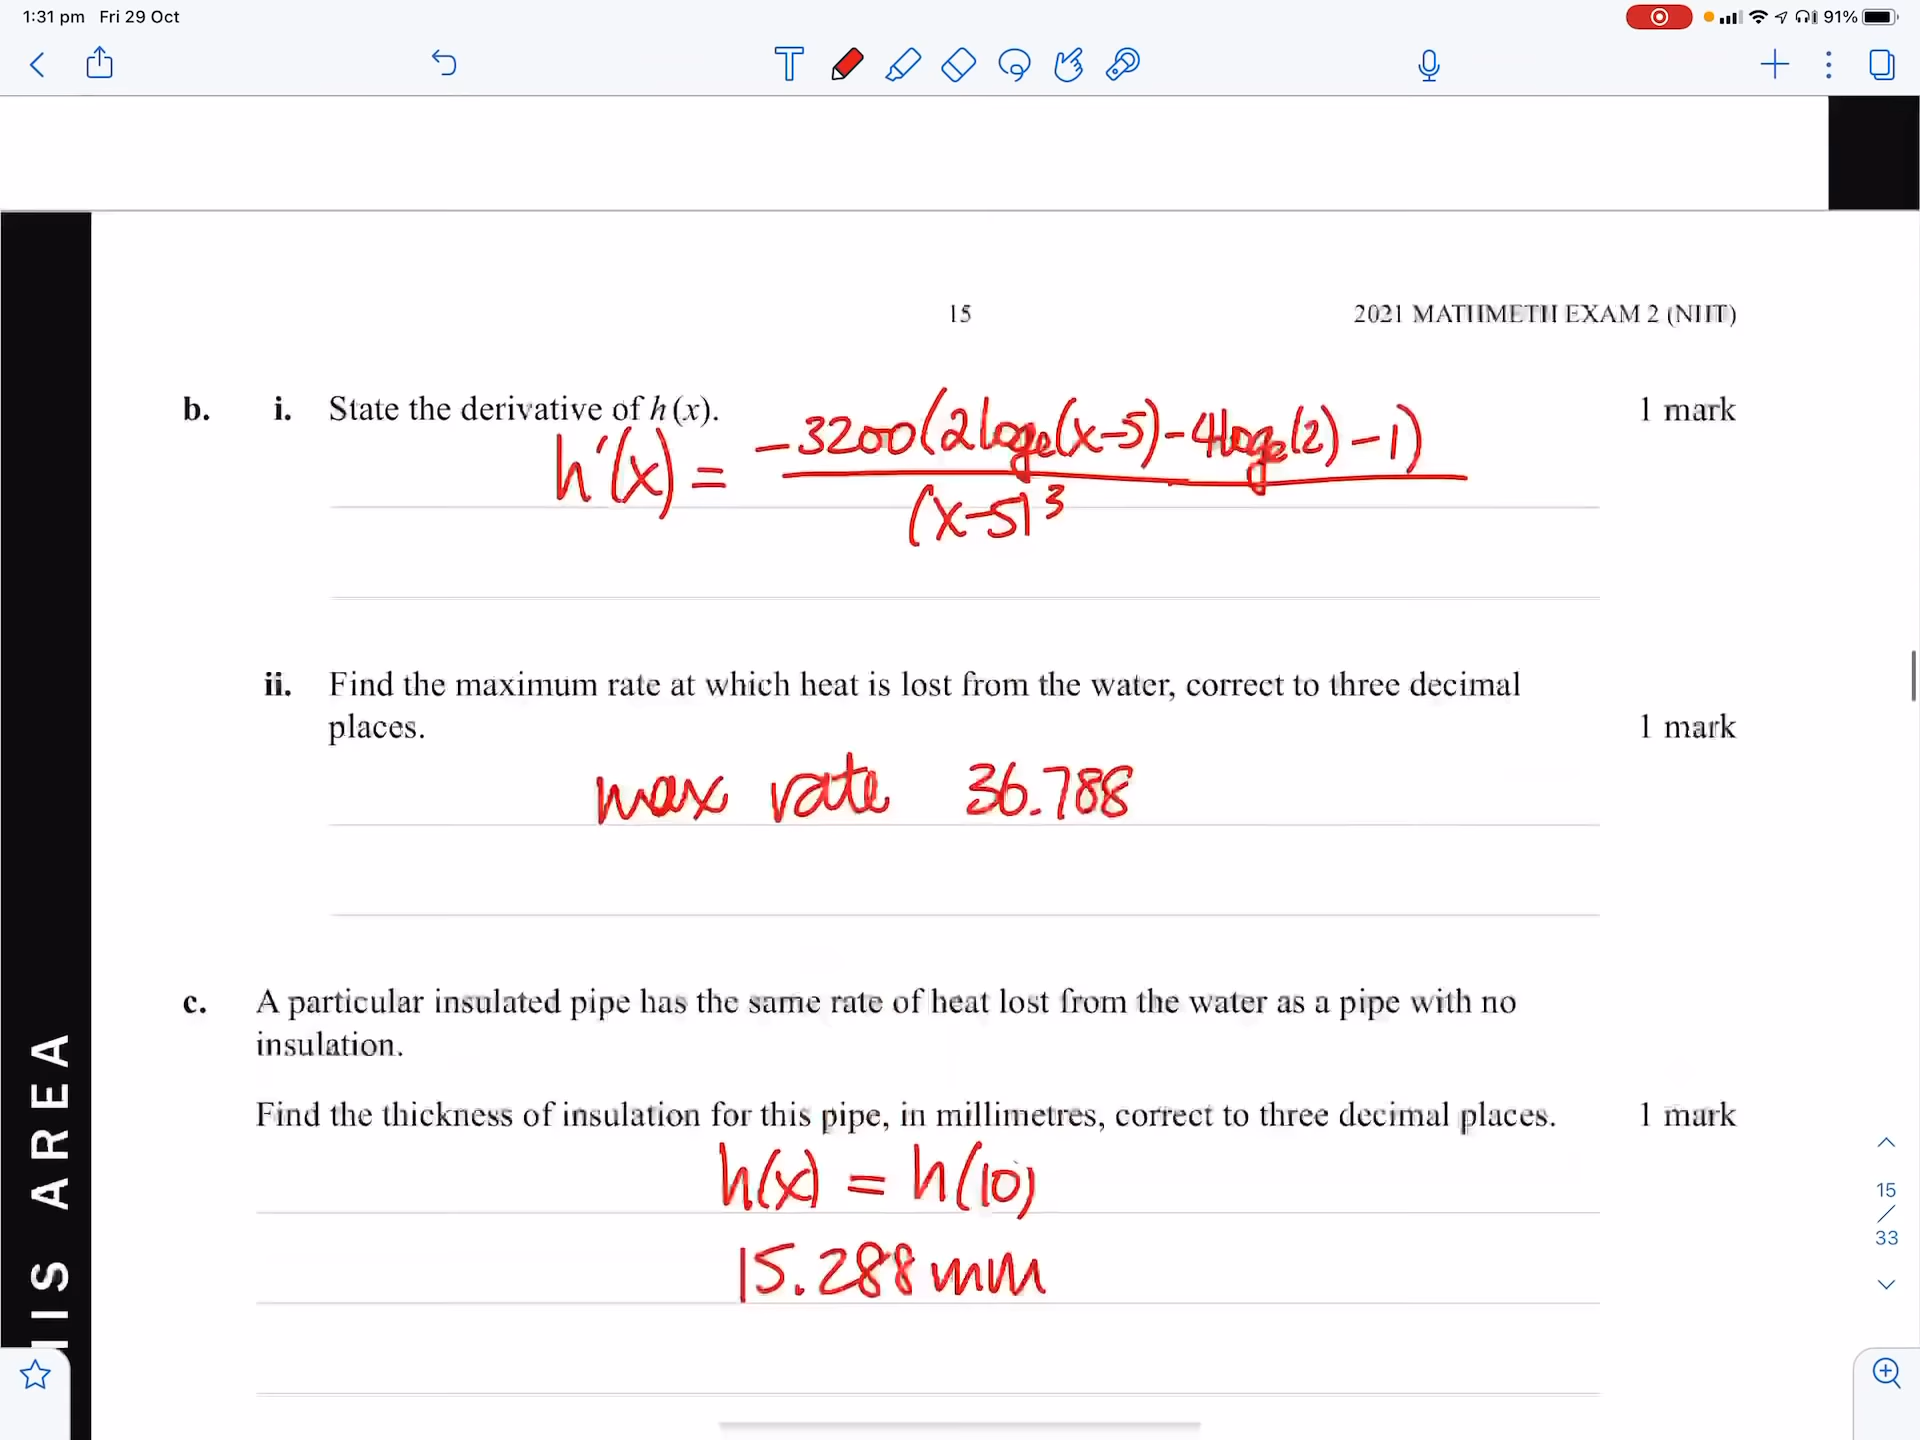 1:31 pm Fri 29 Oct
91%
15
2021 MATHMETH EXAM 2 (NHT)
b. i. State the derivative of h(x). 1 mark
h'(x) = -3200(2logₑ(x-5)-4logₑ(2)-1)
(x-5)³
ii. Find the maximum rate at which heat is lost from the water, correct to three decimal
places. 1 mark
max rate 36.788
c. A particular insulated pipe has the same rate of heat lost from the water as a pipe with no
insulation.
Find the thickness of insulation for this pipe, in millimetres, correct to three decimal places. 1 mark
h(x) = h(10)
15.288mm
15
/
33
AREA